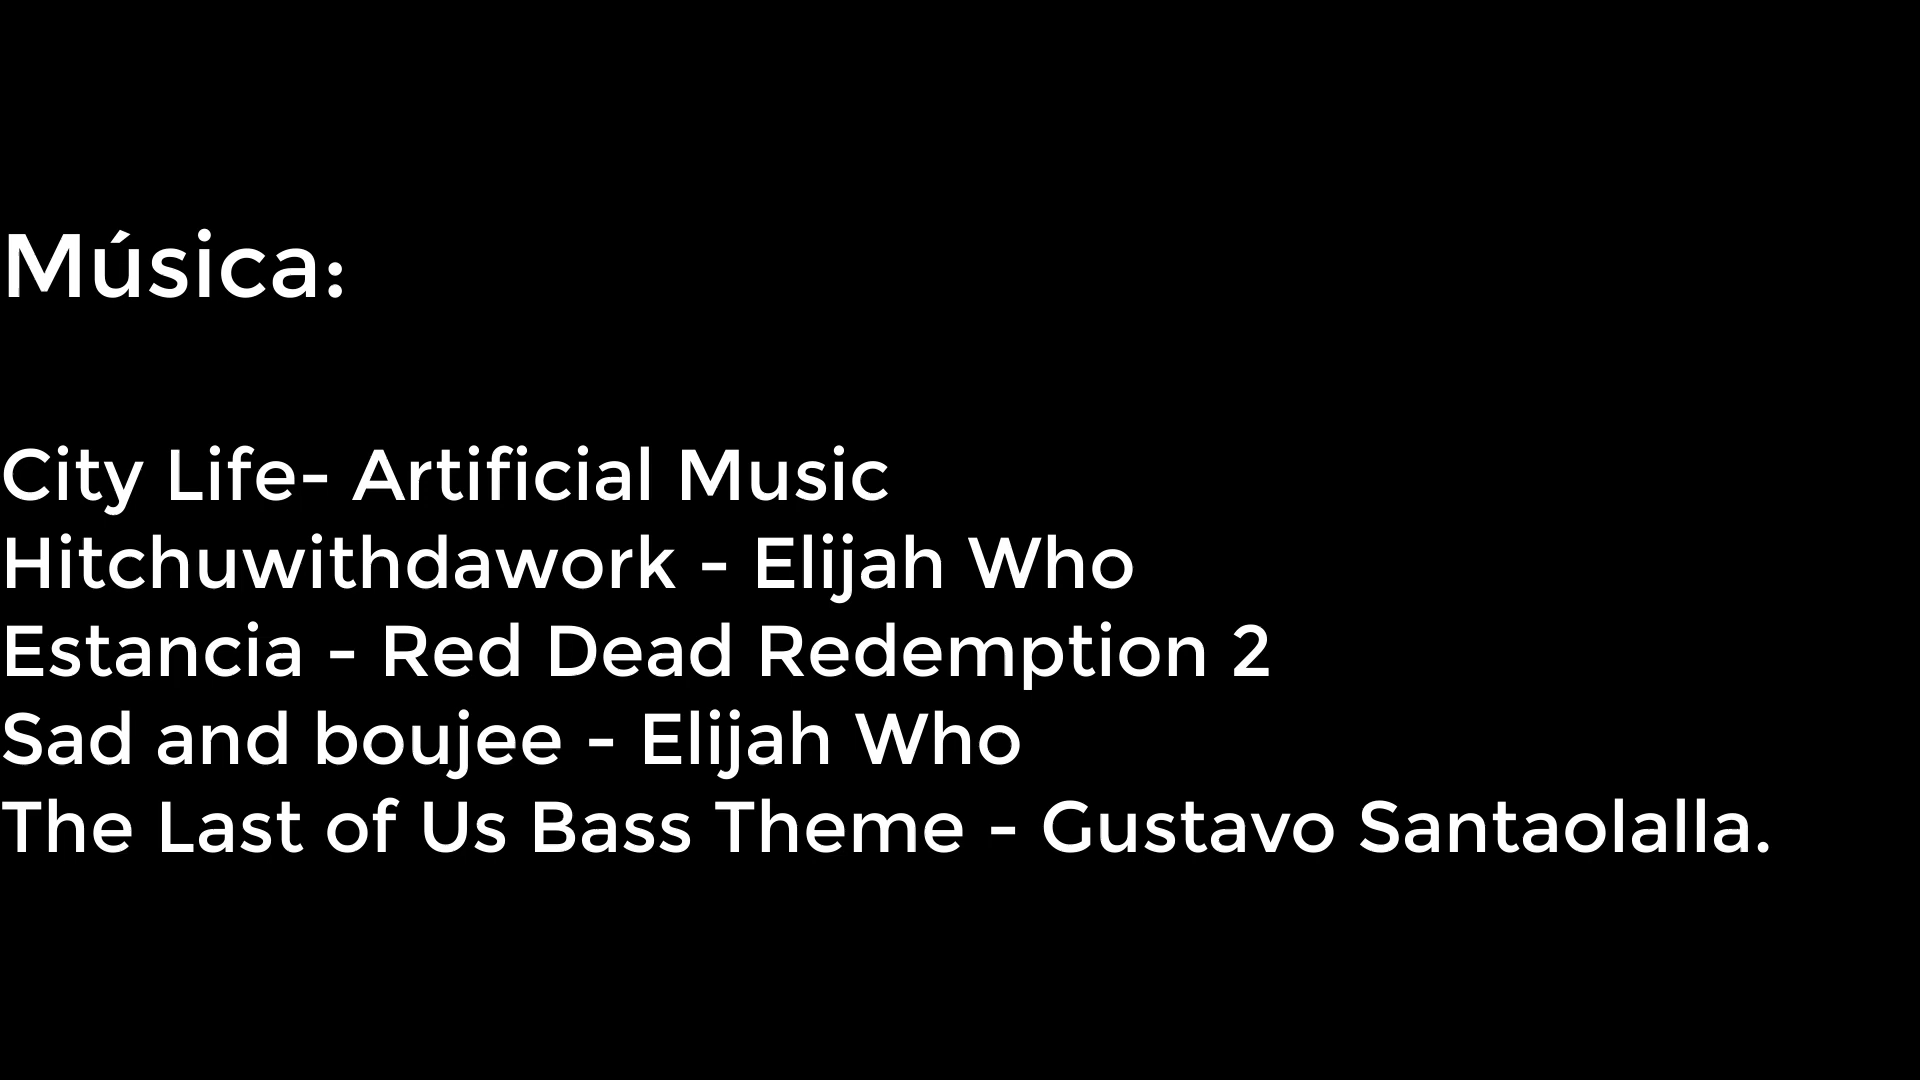 Música:
City Life- Artificial Music
Hitchuwithdawork - Elijah Who
Estancia - Red Dead Redemption 2
Sad and boujee - Elijah Who
The Last of Us Bass Theme - Gustavo Santaolalla.